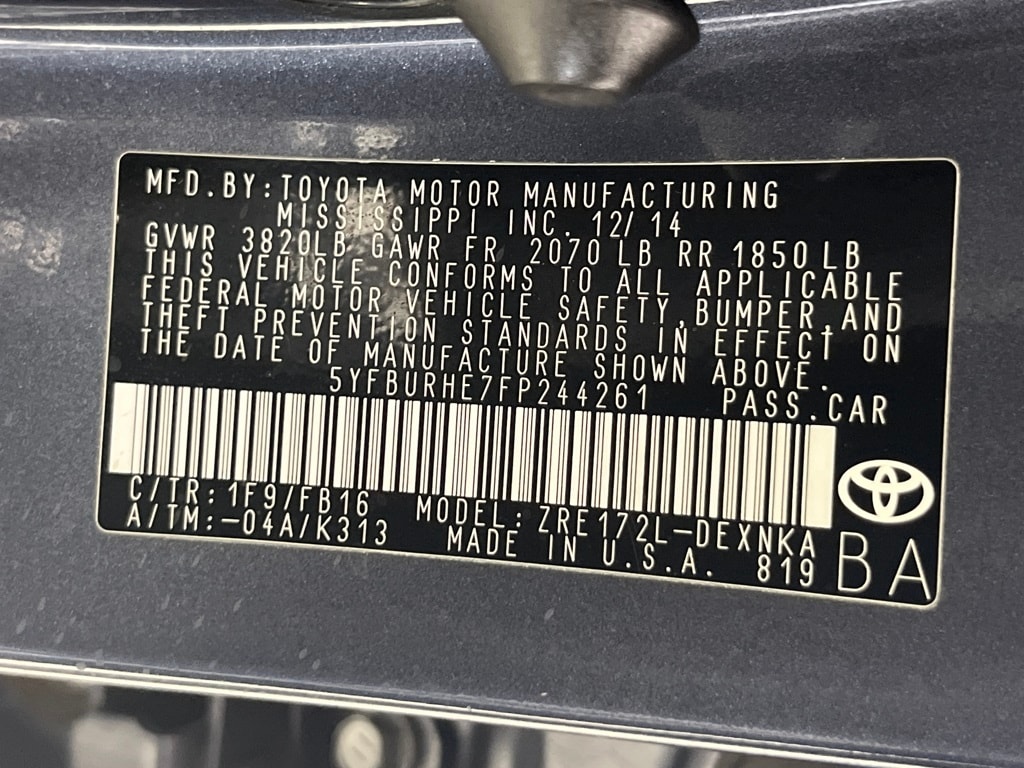 MFD.BY:TOYOTA MOTOR MANUFACTURING
MISSISSIPPI INC. 12/14
GVWR 3820LB GAWR FR 2070 LB RR 1850 LB
THIS VEHICLE CONFORMS TO ALL APPLICABLE
FEDERAL MOTOR VEHICLE SAFETY,BUMPER,AND
THEFT PREVENTION STANDARDS IN EFFECT ON
THE DATE OF MANUFACTURE SHOWN ABOVE.
5YFBURHE7FP244261 PASS.CAR
C/TR:1F9/FB16 MODEL:ZRE172L-DEXNKA
A/TM:-04A/K313 MADE IN U.S.A. 819
BA